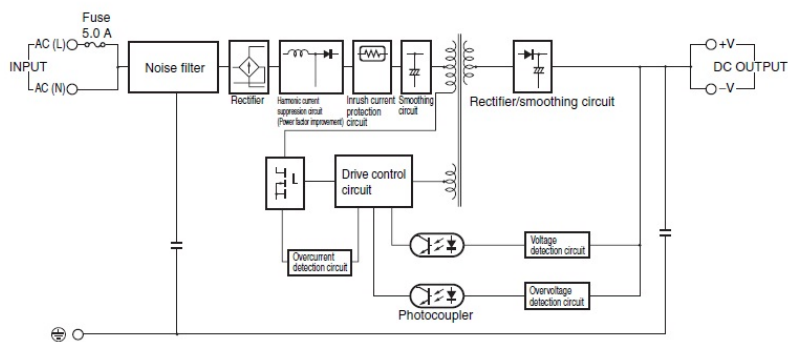 Fuse
5.0 A
AC (L)
INPUT
AC (N)
Noise filter
Rectifier
Harmonic current
suppression circuit
(Power factor improvement)
Inrush current
protection
circuit
Smoothing
circuit
Rectifier/smoothing circuit
+V
DC OUTPUT
–V
Drive control
circuit
Overcurrent
detection circuit
Voltage
detection circuit
Overvoltage
detection circuit
Photocoupler